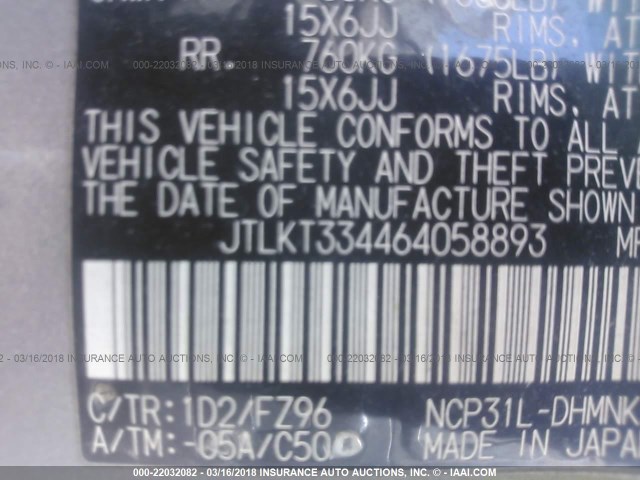 15X6JJ RIMS, AT
RR. 760KG (1675LB) WIT
15X6JJ RIMS, AT
THIS VEHICLE CONFORMS TO ALL
VEHICLE SAFETY AND THEFT PREVE
THE DATE OF MANUFACTURE SHOWN
JTLKT334464058893
C/TR: 1D2/FZ96 NCP31L-DHMNK
A/TM: -05A/C50 MADE IN JAPAN
000-22032082 - 03/16/2018 INSURANCE AUTO AUCTIONS, INC. - WWW.IAAI.COM